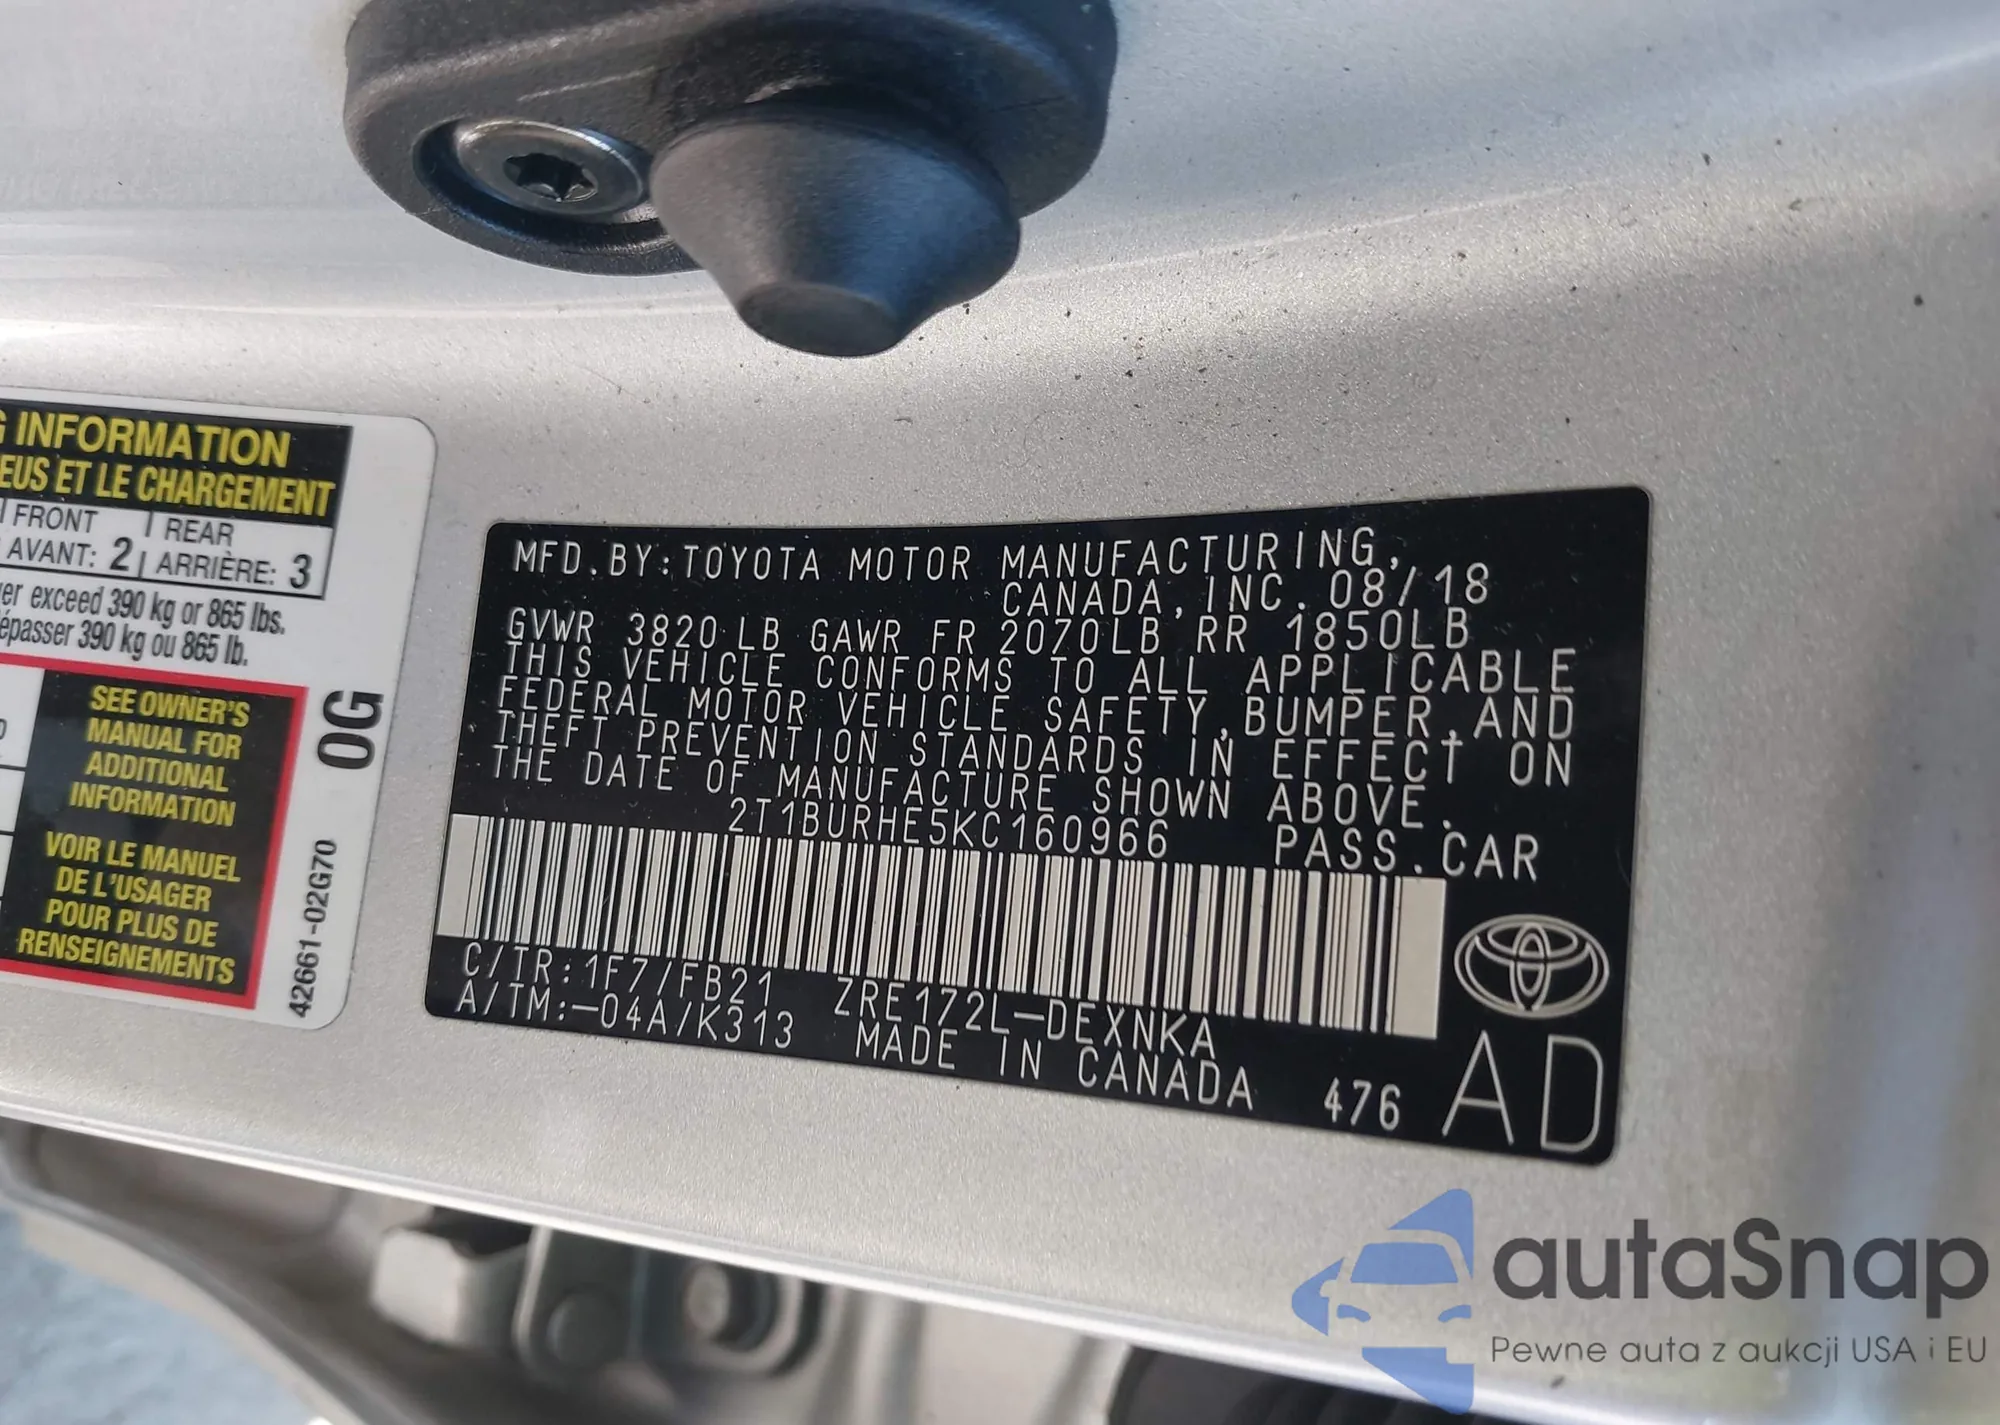 G INFORMATION
EUS ET LE CHARGEMENT
FRONT REAR
AVANT: 2 ARRIÈRE: 3
er exceed 390 kg or 865 lbs.
épasser 390 kg ou 865 lb.
SEE OWNER'S
MANUAL FOR
ADDITIONAL
INFORMATION
VOIR LE MANUEL
DE L'USAGER
POUR PLUS DE
RENSEIGNEMENTS
0G
42661-02G70
MFD.BY:TOYOTA MOTOR MANUFACTURING,
CANADA,INC. 08/18
GVWR 3820LB GAWR FR 2070LB RR 1850LB
THIS VEHICLE CONFORMS TO ALL APPLICABLE
FEDERAL MOTOR VEHICLE SAFETY,BUMPER,AND
THEFT PREVENTION STANDARDS IN EFFECT ON
THE DATE OF MANUFACTURE SHOWN ABOVE.
2T1BURHE5KC160966 PASS.CAR
C/TR:1F7/FB21 ZRE172L-DEXNKA
A/TM:-04A/K313 MADE IN CANADA 476 AD
autaSnap
Pewne auta z aukcji USA i EU